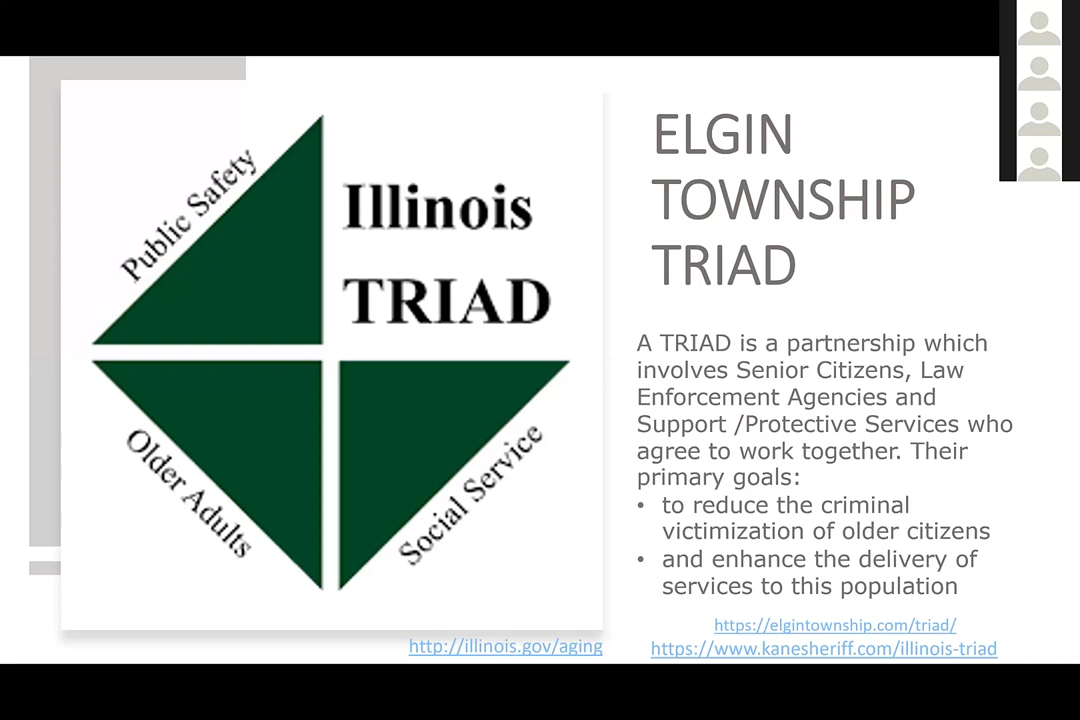 Public Safety
Illinois
TRIAD
Older Adults
Social Service
http://illinois.gov/aging
ELGIN
TOWNSHIP
TRIAD
A TRIAD is a partnership which
involves Senior Citizens, Law
Enforcement Agencies and
Support /Protective Services who
agree to work together. Their
primary goals:
• to reduce the criminal
victimization of older citizens
• and enhance the delivery of
services to this population
https://elgintownship.com/triad/
https://www.kanesheriff.com/illinois-triad